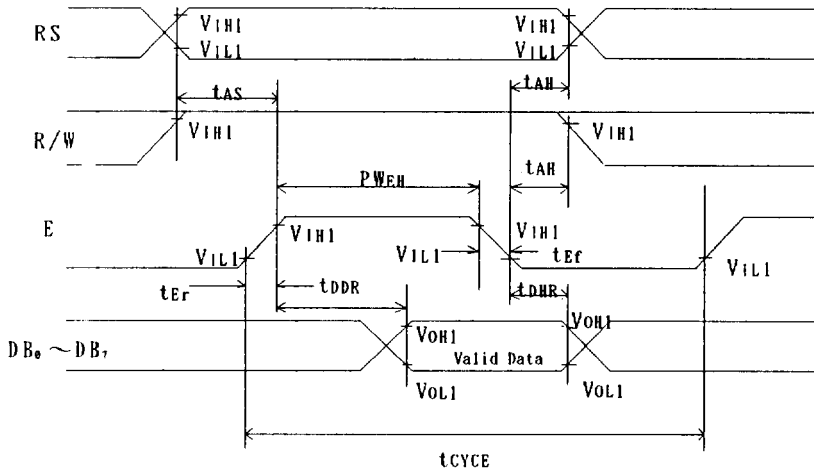 RS
VIH1
VIL1
VIH1
VIL1
tAS
tAH
R/W
VIH1
VIH1
tAH
PWEH
E
VIH1
VIH1
VIL1
VIL1
tEf
VIL1
tEr
tDDR
tDHR
DB0 ~DB7
VOH1
Valid Data
VOH1
VOL1
VOL1
tCYCE